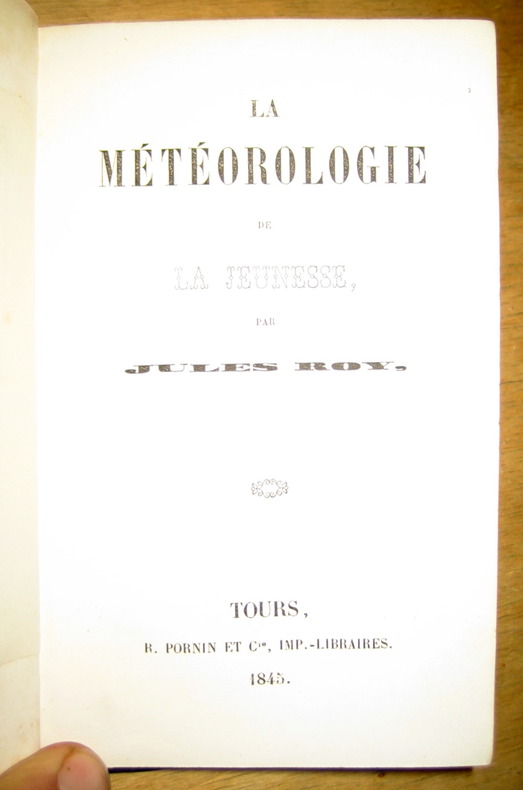 LA
MÉTÉOROLOGIE
DE
LA JEUNESSE,
PAR
JULES ROY,
TOURS,
R. PORNIN ET Cie, IMP.-LIBRAIRES.
1845.